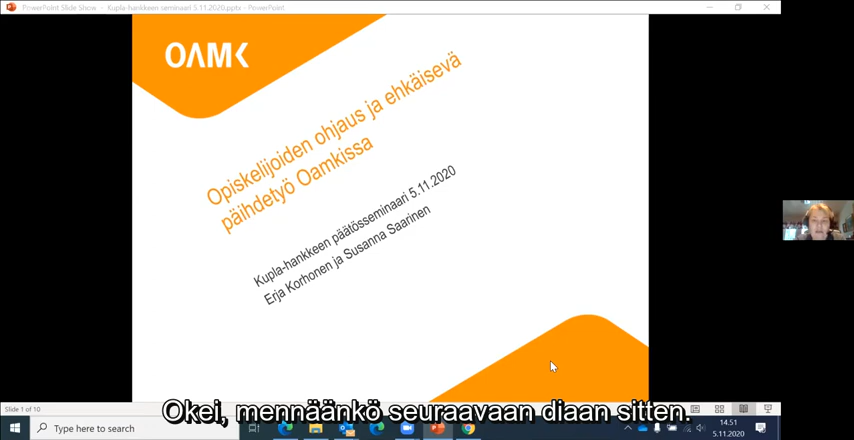 PowerPoint Slide Show - Kupla-hankkeen seminaari 5.11.2020.pptx - PowerPoint
OAMK
Opiskelijoiden ohjaus ja ehkäisevä
päihdetyö Oamkissa
Kupla-hankkeen päätösseminaari 5.11.2020
Erja Korhonen ja Susanna Saarinen
Slide 1 of 10
Okei, mennäänkö seuraavaan diaan sitten.
Type here to search
14.51
5.11.2020